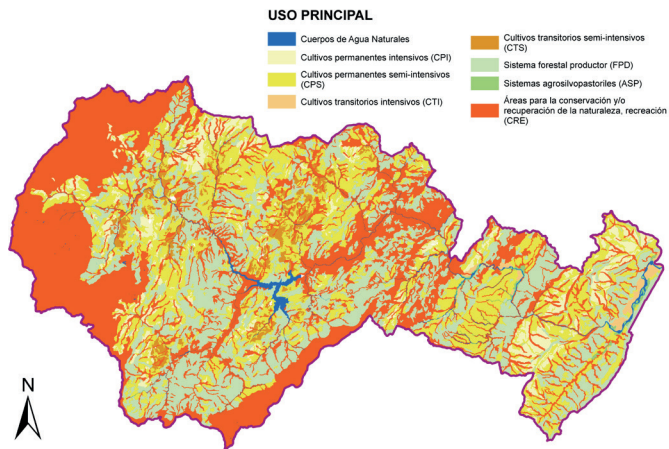 USO PRINCIPAL
Cuerpos de Agua Naturales
Cultivos permanentes intensivos (CPI)
Cultivos permanentes semi-intensivos
(CPS)
Cultivos transitorios intensivos (CTI)
Cultivos transitorios semi-intensivos
(CTS)
Sistema forestal productor (FPD)
Sistemas agrosilvopastoriles (ASP)
Áreas para la conservación y/o
recuperación de la naturaleza, recreación
(CRE)
N